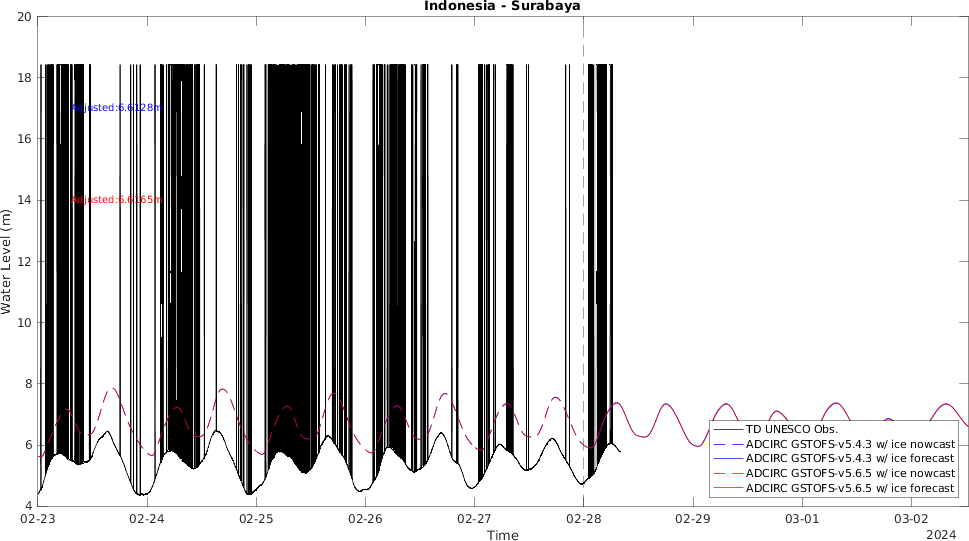 Indonesia - Surabaya
20
18
16
14
12
10
8
6
4
Water Level (m)
Adjusted:6.6128m
Adjusted:6.6165m
TD UNESCO Obs.
ADCIRC GSTOFS-v5.4.3 w/ ice nowcast
ADCIRC GSTOFS-v5.4.3 w/ ice forecast
ADCIRC GSTOFS-v5.6.5 w/ ice nowcast
ADCIRC GSTOFS-v5.6.5 w/ ice forecast
02-23 02-24 02-25 02-26 02-27 02-28 02-29 03-01 03-02
Time
2024